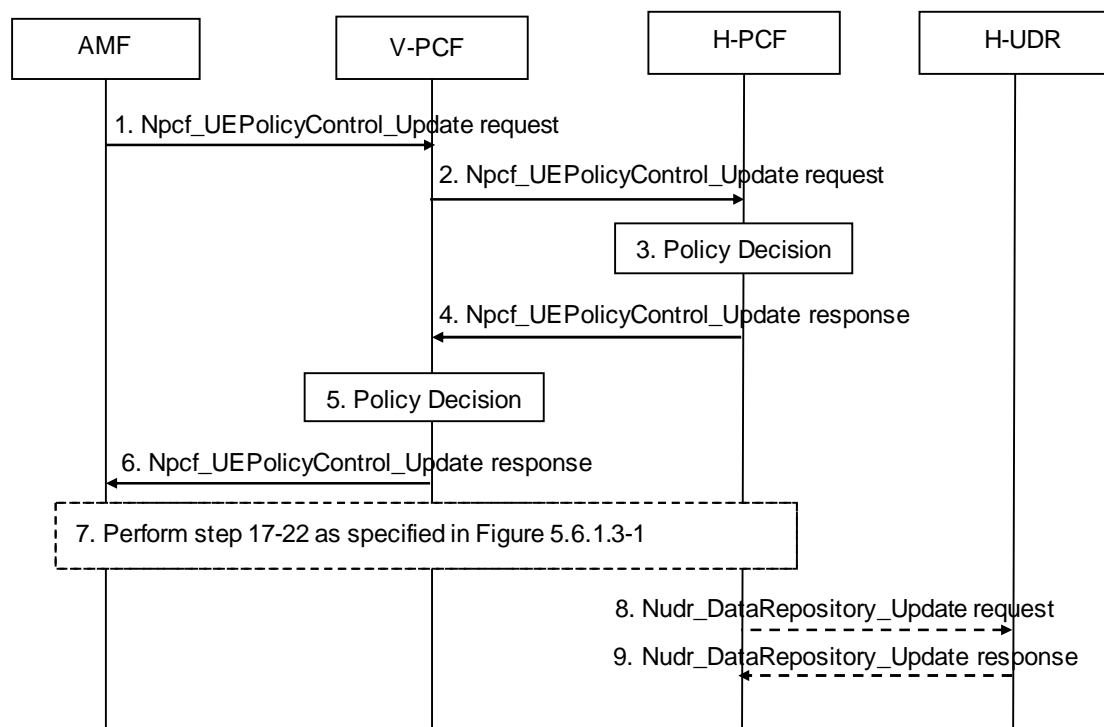 AMF
V-PCF
H-PCF
H-UDR
1. Npcf_UEPolicyControl_Update request
2. Npcf_UEPolicyControl_Update request
3. Policy Decision
4. Npcf_UEPolicyControl_Update response
5. Policy Decision
6. Npcf_UEPolicyControl_Update response
7. Perform step 17-22 as specified in Figure 5.6.1.3-1
8. Nudr_DataRepository_Update request
9. Nudr_DataRepository_Update response